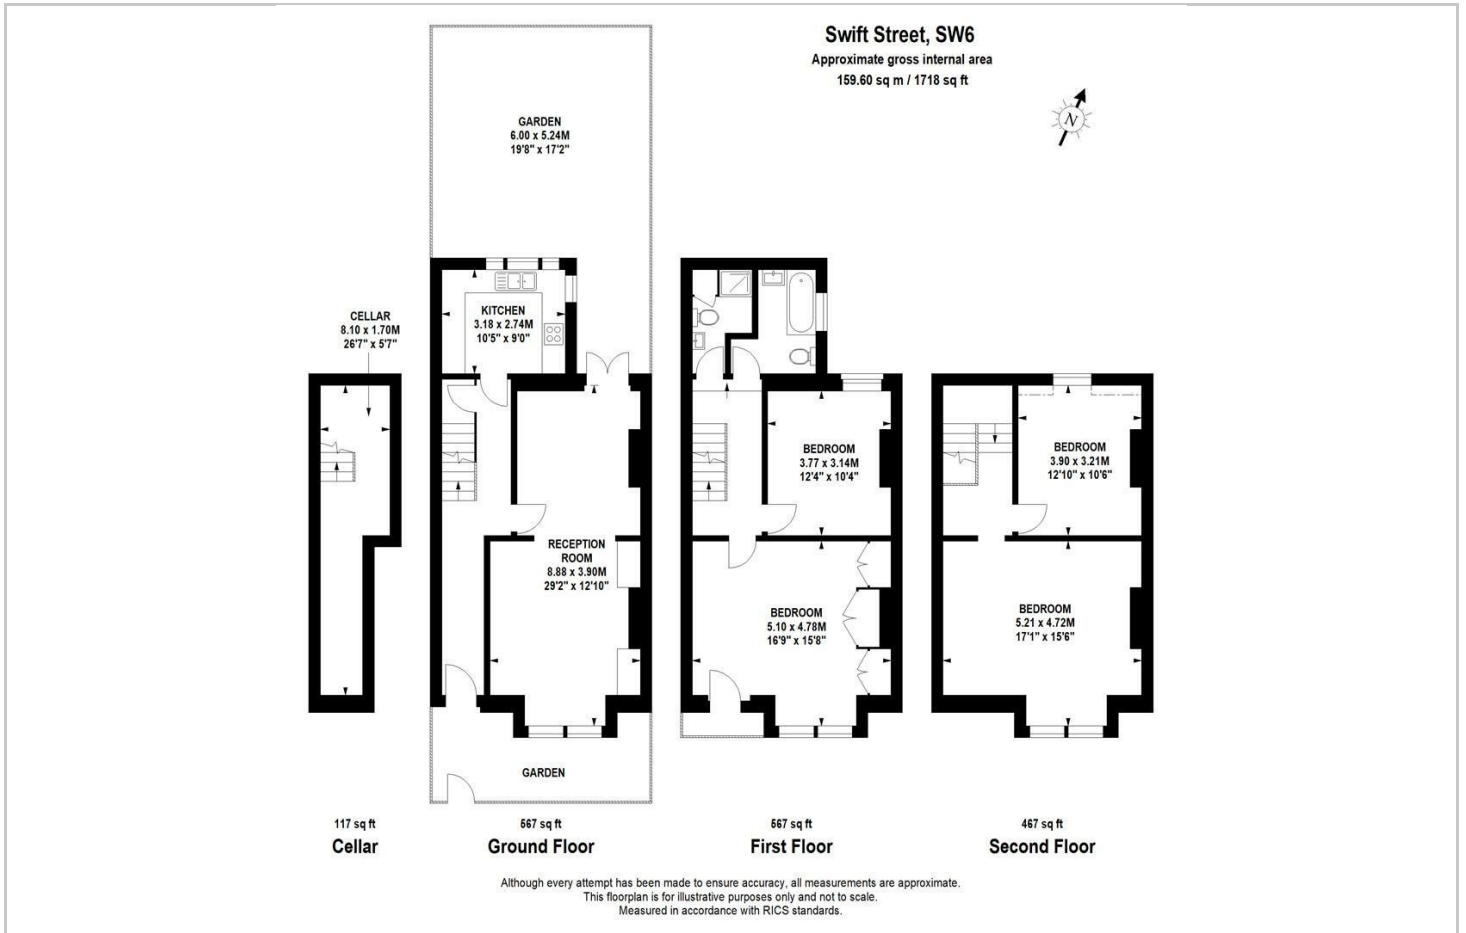 Swift Street, SW6
Approximate gross internal area
159.60 sq m / 1718 sq ft
N
GARDEN
6.00 x 5.24M
19'8" x 17'2"
CELLAR
8.10 x 1.70M
26'7" x 5'7"
KITCHEN
3.18 x 2.74M
10'5" x 9'0"
RECEPTION
ROOM
8.88 x 3.90M
29'2" x 12'10"
GARDEN
BEDROOM
3.77 x 3.14M
12'4" x 10'4"
BEDROOM
5.10 x 4.78M
16'9" x 15'8"
BEDROOM
3.90 x 3.21M
12'10" x 10'6"
BEDROOM
5.21 x 4.72M
17'1" x 15'6"
117 sq ft
Cellar
567 sq ft
Ground Floor
567 sq ft
First Floor
467 sq ft
Second Floor
Although every attempt has been made to ensure accuracy, all measurements are approximate.
This floorplan is for illustrative purposes only and not to scale.
Measured in accordance with RICS standards.